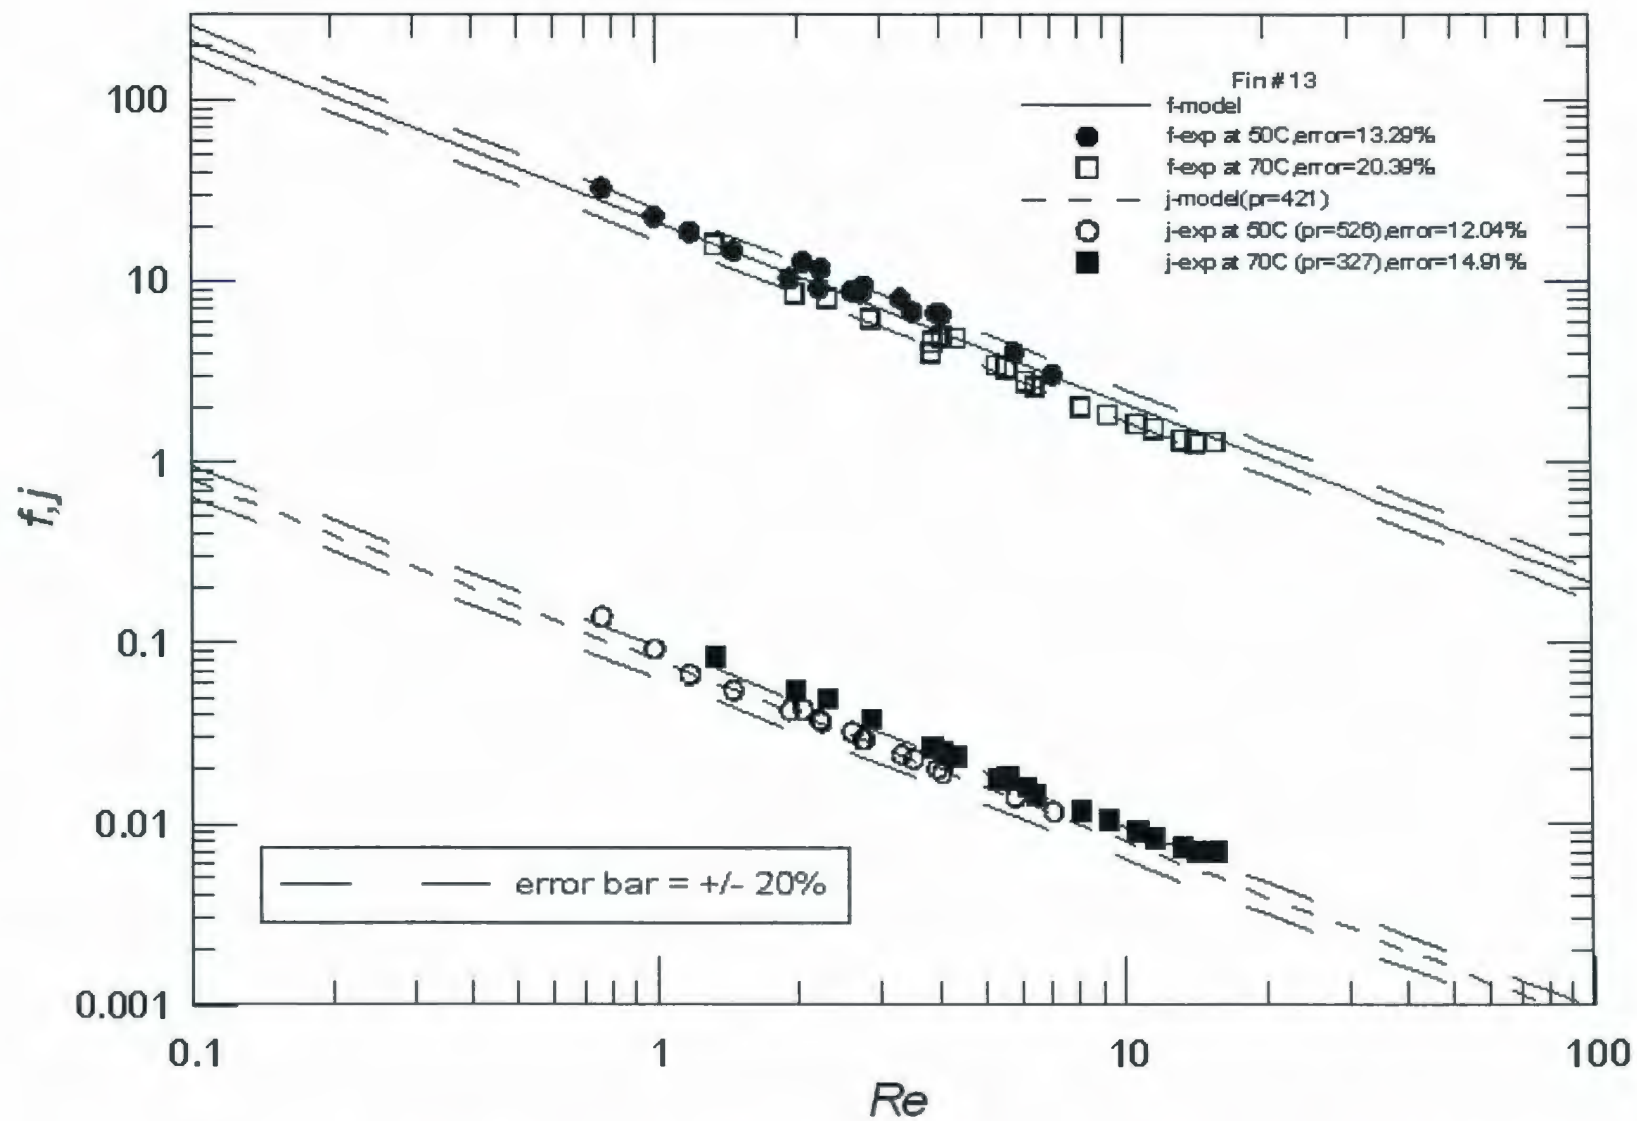 Fin # 13
f-model
f-exp at 50C,error=13.29%
f-exp at 70C,error=20.39%
j-model(pr=421)
j-exp at 50C (pr=526),error=12.04%
j-exp at 70C (pr=327),error=14.91%
100
10
1
0.1
0.01
0.001
f,j
error bar = +/- 20%
0.1
1
10
100
Re